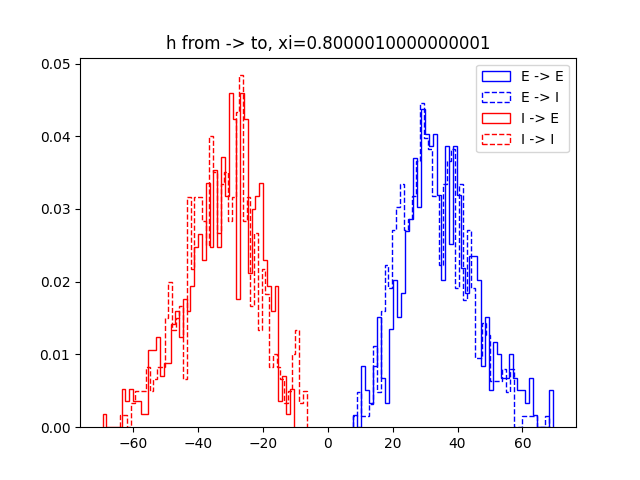 h from -> to, xi=0.8000010000000001
0.05
0.04
0.03
0.02
0.01
0.00
−60 −40 −20 0 20 40 60
E -> E
E -> I
I -> E
I -> I